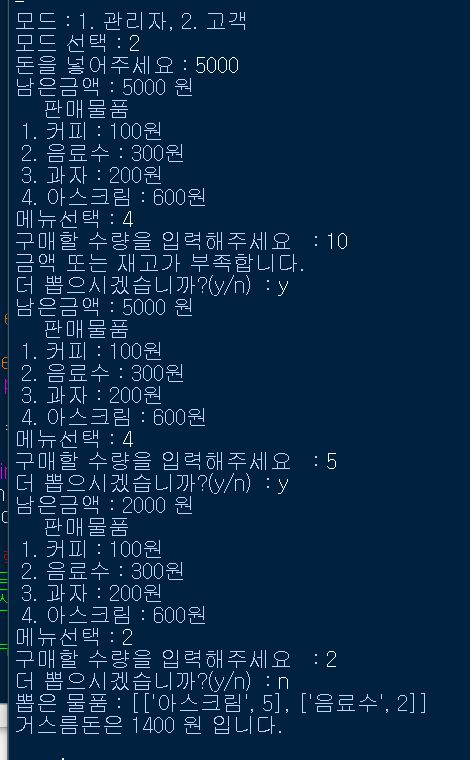 모드 : 1. 관리자, 2. 고객
모드 선택 : 2
돈을 넣어주세요 : 5000
남은금액 : 5000 원
판매물품
1. 커피 : 100원
2. 음료수 : 300원
3. 과자 : 200원
4. 아스크림 : 600원
메뉴선택 : 4
구매할 수량을 입력해주세요 : 10
금액 또는 재고가 부족합니다.
더 뽑으시겠습니까?(y/n) : y
남은금액 : 5000 원
판매물품
1. 커피 : 100원
2. 음료수 : 300원
3. 과자 : 200원
4. 아스크림 : 600원
메뉴선택 : 4
구매할 수량을 입력해주세요 : 5
더 뽑으시겠습니까?(y/n) : y
남은금액 : 2000 원
판매물품
1. 커피 : 100원
2. 음료수 : 300원
3. 과자 : 200원
4. 아스크림 : 600원
메뉴선택 : 2
구매할 수량을 입력해주세요 : 2
더 뽑으시겠습니까?(y/n) : n
뽑은 물품 : [['아스크림', 5], ['음료수', 2]]
거스름돈은 1400 원 입니다.